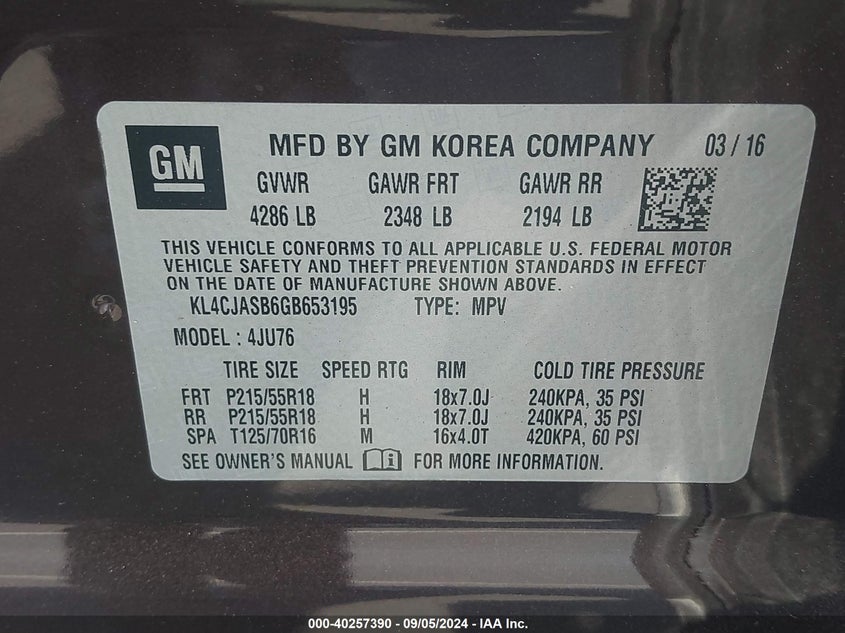 GM
MFD BY GM KOREA COMPANY 03 / 16
GVWR GAWR FRT GAWR RR
4286 LB 2348 LB 2194 LB
THIS VEHICLE CONFORMS TO ALL APPLICABLE U.S. FEDERAL MOTOR
VEHICLE SAFETY AND THEFT PREVENTION STANDARDS IN EFFECT
ON THE DATE OF MANUFACTURE SHOWN ABOVE.
KL4CJASB6GB653195 TYPE: MPV
MODEL : 4JU76
TIRE SIZE SPEED RTG RIM COLD TIRE PRESSURE
FRT P215/55R18 H 18x7.0J 240KPA, 35 PSI
RR P215/55R18 H 18x7.0J 240KPA, 35 PSI
SPA T125/70R16 M 16x4.0T 420KPA, 60 PSI
SEE OWNER'S MANUAL FOR MORE INFORMATION.
000-40257390 - 09/05/2024 - IAA Inc.